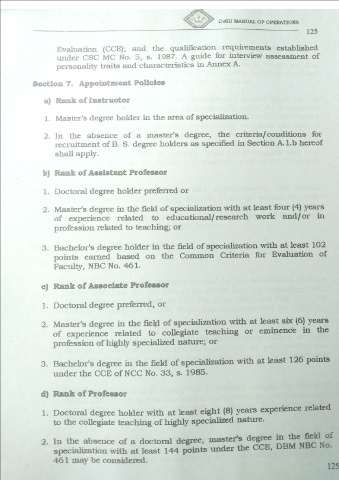 CvSU MANUAL OF OPERATIONS
125
Evaluation (CCE); and the qualification requirements established
under CSC MC No. 5, s. 1987. A guide for interview assessment of
personality traits and characteristics in Annex A.
Section 7. Appointment Policies
a) Rank of Instructor
1. Master's degree holder in the area of specialization.
2. In the absence of a master's degree, the criteria/conditions for
recruitment of B. S. degree holders as specified in Section A.1.b hereof
shall apply.
b) Rank of Assistant Professor
1. Doctoral degree holder preferred or
2. Master's degree in the field of specialization with at least four (4) years
of experience related to educational/research work and/or in
profession related to teaching; or
3. Bachelor's degree holder in the field of specialization with at least 102
points earned based on the Common Criteria for Evaluation of
Faculty, NBC No. 461.
c) Rank of Associate Professor
1. Doctoral degree preferred, or
2. Master's degree in the field of specialization with at least six (6) years
of experience related to collegiate teaching or eminence in the
profession of highly specialized nature; or
3. Bachelor's degree in the field of specialization with at least 126 points
under the CCE of NCC No. 33, s. 1985.
d) Rank of Professor
1. Doctoral degree holder with at least eight (8) years experience related
to the collegiate teaching of highly specialized nature.
2. In the absence of a doctoral degree, master's degree in the field of
specialization with at least 144 points under the CCE, DBM NBC No.
461 may be considered.
125